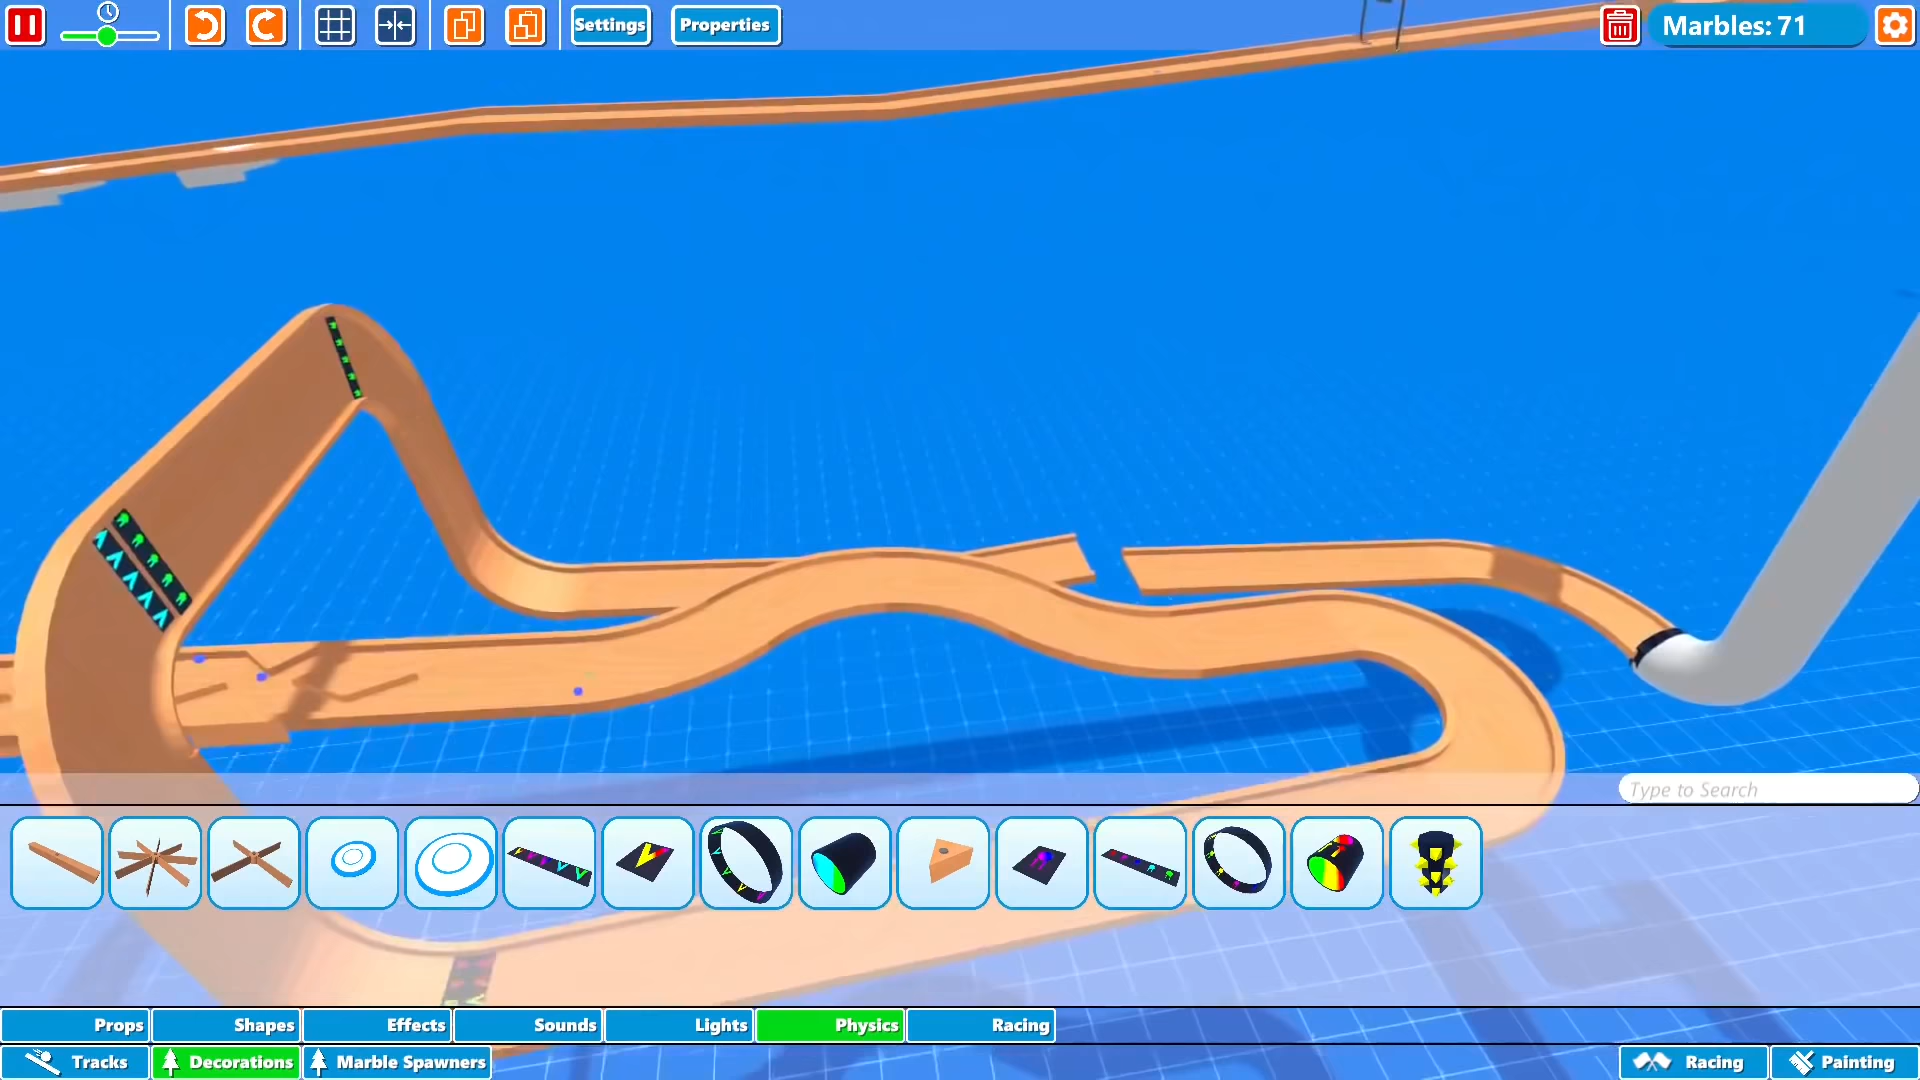 Settings Properties Marbles: 71
Type to Search
Props Shapes Effects Sounds Lights Physics Racing
Tracks Decorations Marble Spawners Racing Painting